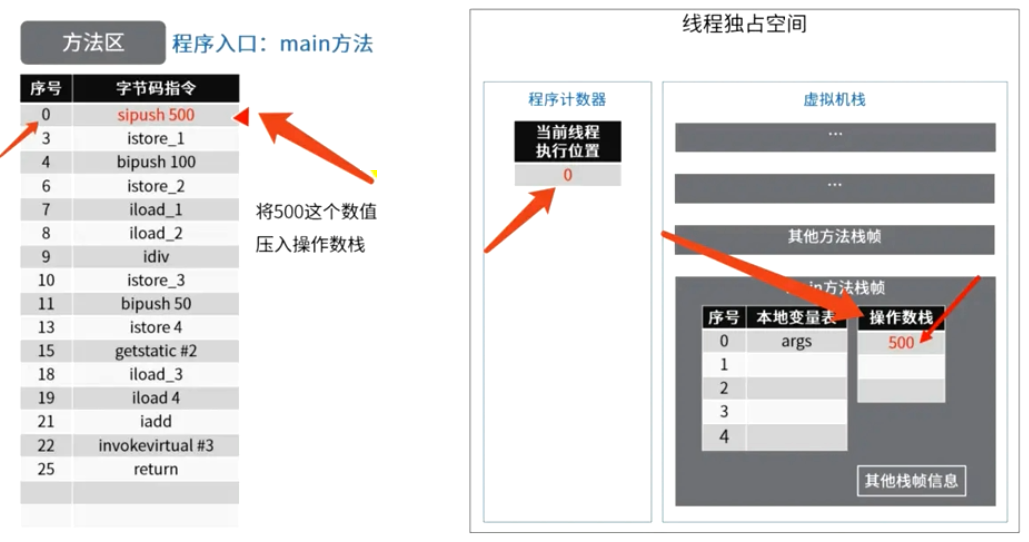 方法区 程序入口：main方法
序号 字节码指令
0 sipush 500
3 istore_1
4 bipush 100
6 istore_2
7 iload_1
8 iload_2
9 idiv
10 istore_3
11 bipush 50
13 istore 4
15 getstatic #2
18 iload_3
19 iload 4
21 iadd
22 invokevirtual #3
25 return
将500这个数值
压入操作数栈
线程独占空间
程序计数器
当前线程
执行位置
0
虚拟机栈
...
...
其他方法栈帧
main方法栈帧
序号 本地变量表
0 args
1
2
3
4
操作数栈
500
其他栈帧信息